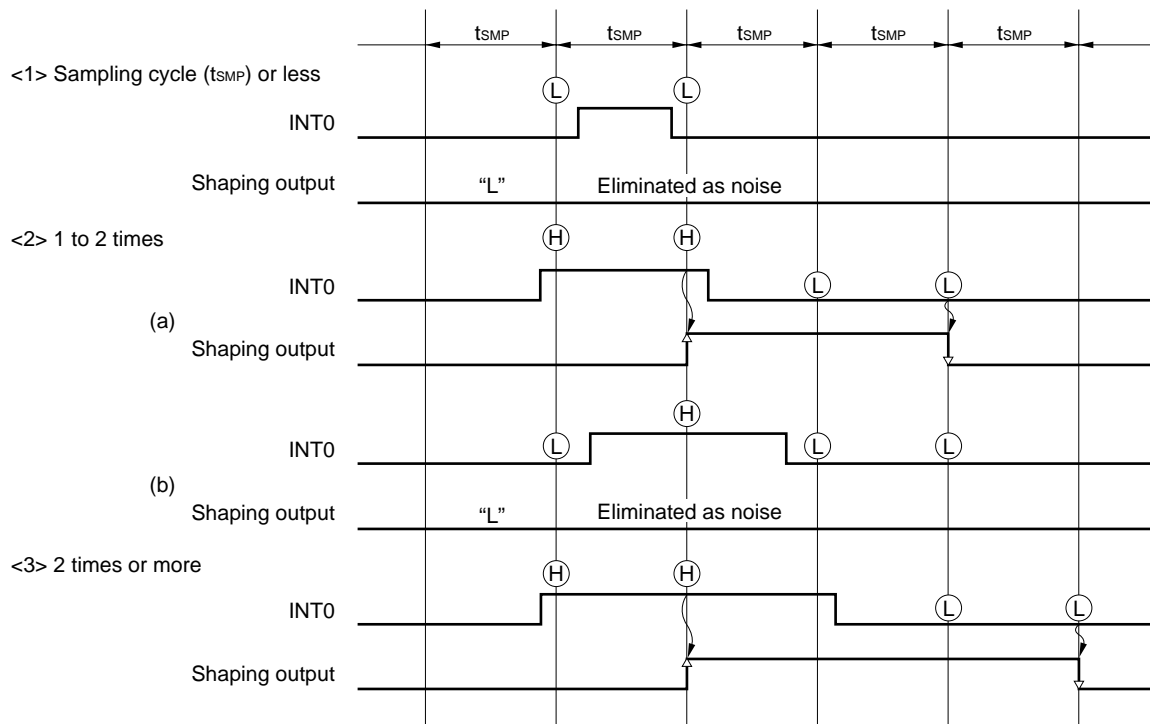 tSMP tSMP tSMP tSMP tSMP
<1> Sampling cycle (tSMP) or less
L L
INT0
Shaping output “L” Eliminated as noise
<2> 1 to 2 times
H H
INT0 L L
(a)
Shaping output
H
INT0 L L L
(b)
Shaping output “L” Eliminated as noise
<3> 2 times or more
H H
INT0 L L
Shaping output